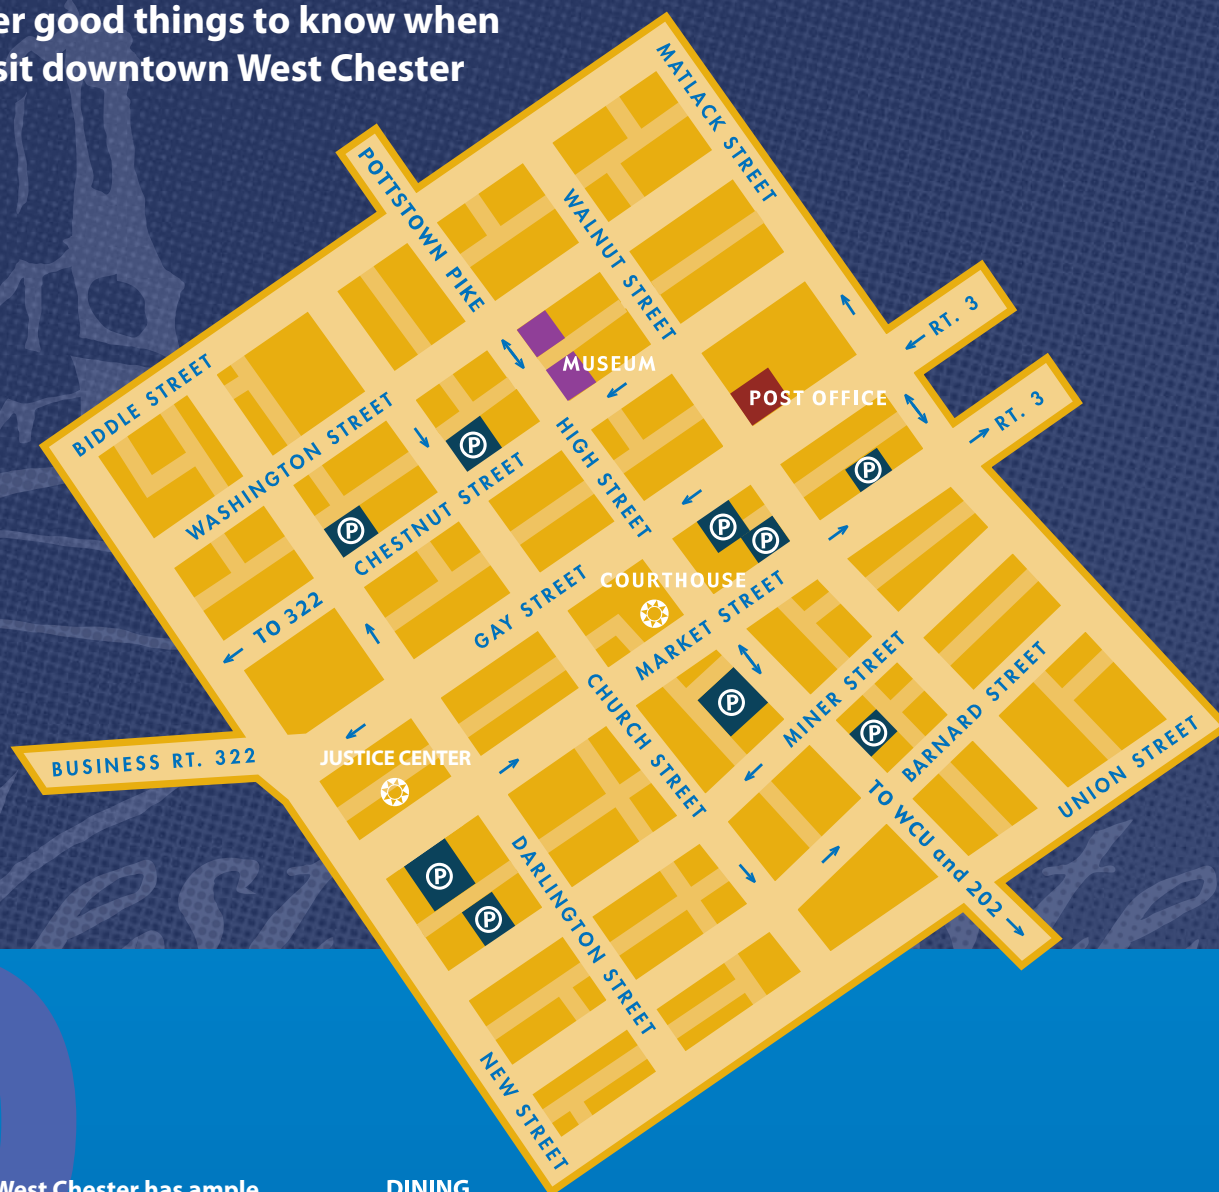 er good things to know when
sit downtown West Chester
MATLACK STREET
POTTSTOWN PIKE
WALNUT STREET
RT. 3
BIDDLE STREET
MUSEUM
POST OFFICE
RT. 3
WASHINGTON STREET
HIGH STREET
P
P
CHESTNUT STREET
P
P
P
COURTHOUSE
TO 322
GAY STREET
MARKET STREET
CHURCH STREET
P
MINER STREET
BARNARD STREET
P
BUSINESS RT. 322
JUSTICE CENTER
UNION STREET
TO WCU and 202
P
P
DARLINGTON STREET
NEW STREET
West Chester has ample
DINING